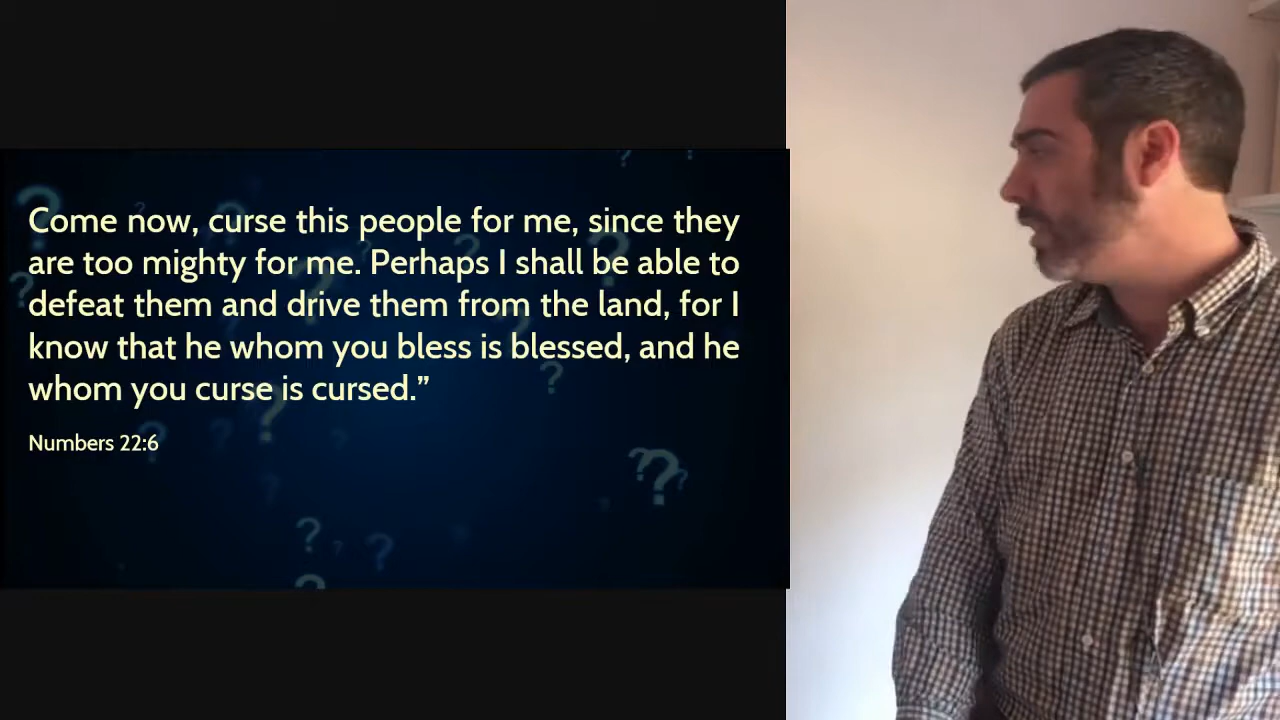 Come now, curse this people for me, since they
are too mighty for me. Perhaps I shall be able to
defeat them and drive them from the land, for I
know that he whom you bless is blessed, and he
whom you curse is cursed.”
Numbers 22:6